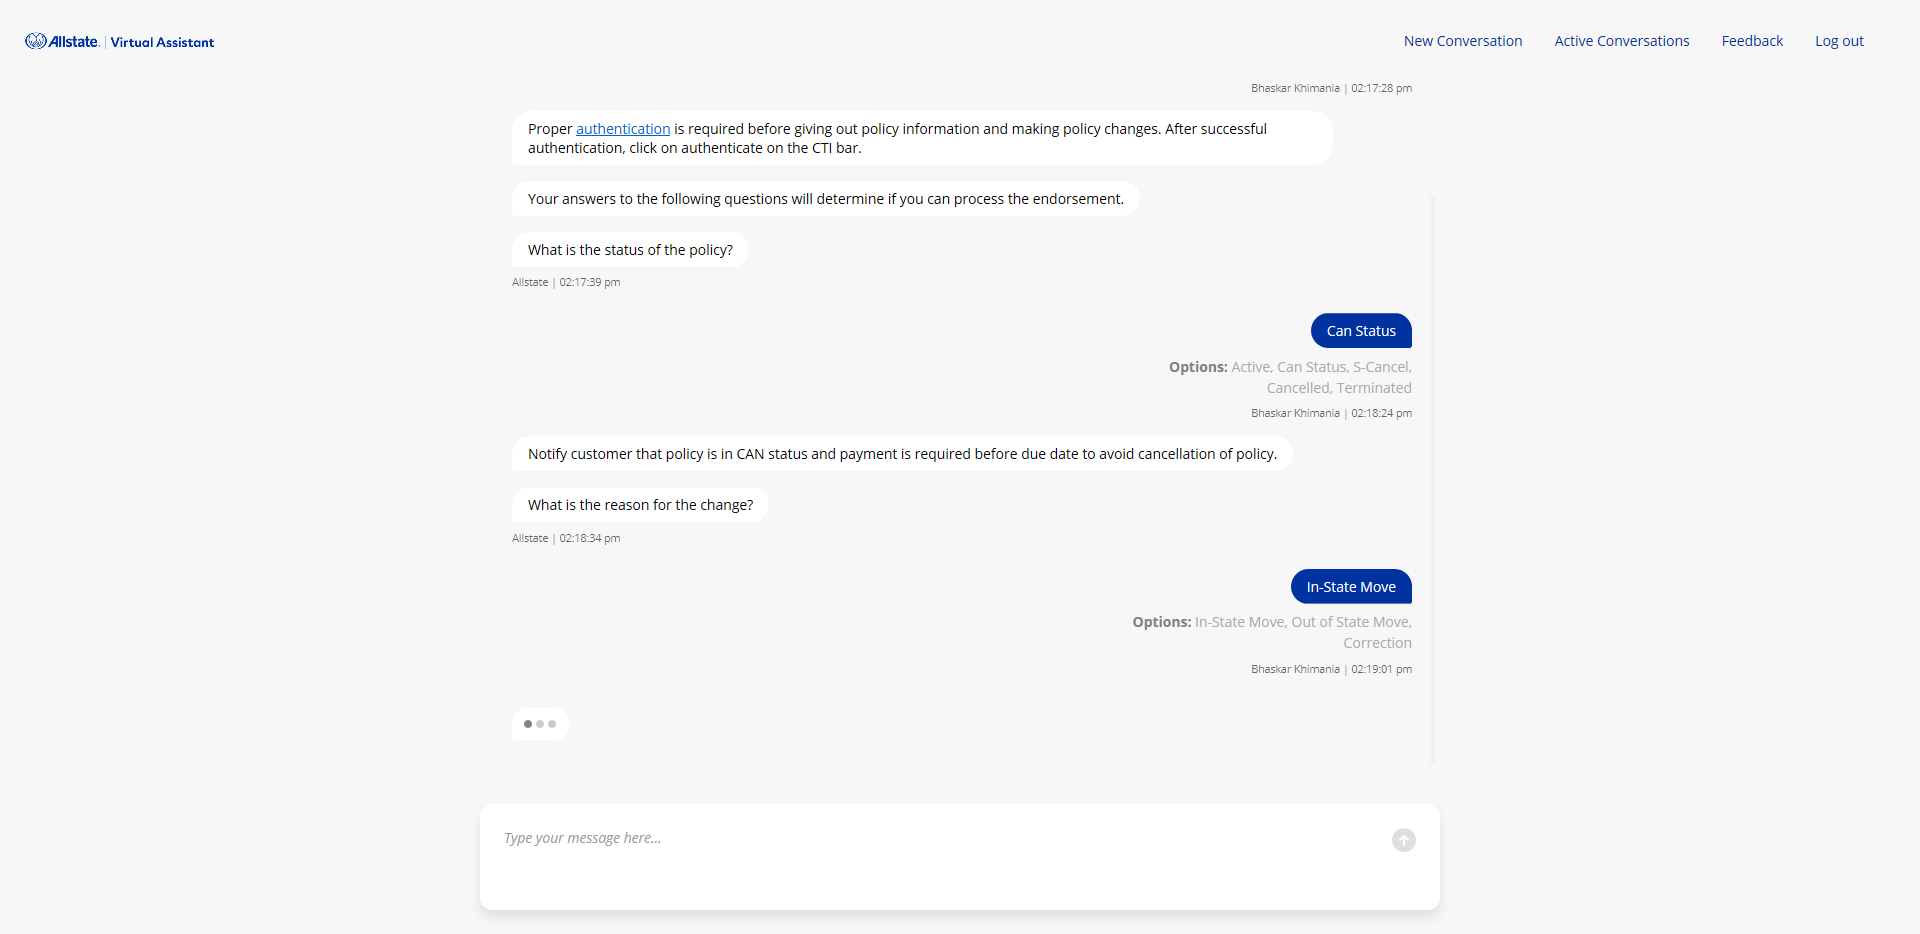 Allstate. | Virtual Assistant
New Conversation Active Conversations Feedback Log out
Bhaskar Khimania | 02:17:28 pm
Proper authentication is required before giving out policy information and making policy changes. After successful
authentication, click on authenticate on the CTI bar.
Your answers to the following questions will determine if you can process the endorsement.
What is the status of the policy?
Allstate | 02:17:39 pm
Can Status
Options: Active, Can Status, S-Cancel,
Cancelled, Terminated
Bhaskar Khimania | 02:18:24 pm
Notify customer that policy is in CAN status and payment is required before due date to avoid cancellation of policy.
What is the reason for the change?
Allstate | 02:18:34 pm
In-State Move
Options: In-State Move, Out of State Move,
Correction
Bhaskar Khimania | 02:19:01 pm
Type your message here...